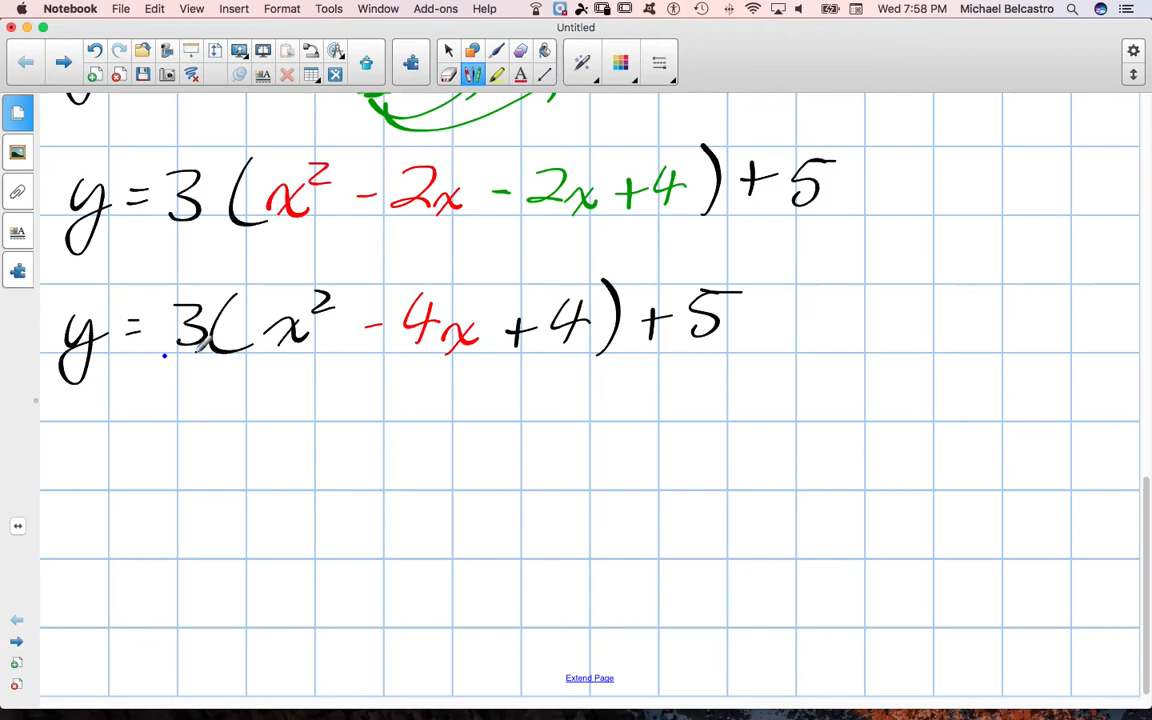 Notebook File Edit View Insert Format Tools Window Add-ons Help Wed 7:58 PM Michael Belcastro
Untitled
y = 3 ( x² - 2x - 2x + 4 ) + 5
y = 3 ( x² - 4x + 4 ) + 5
Extend Page